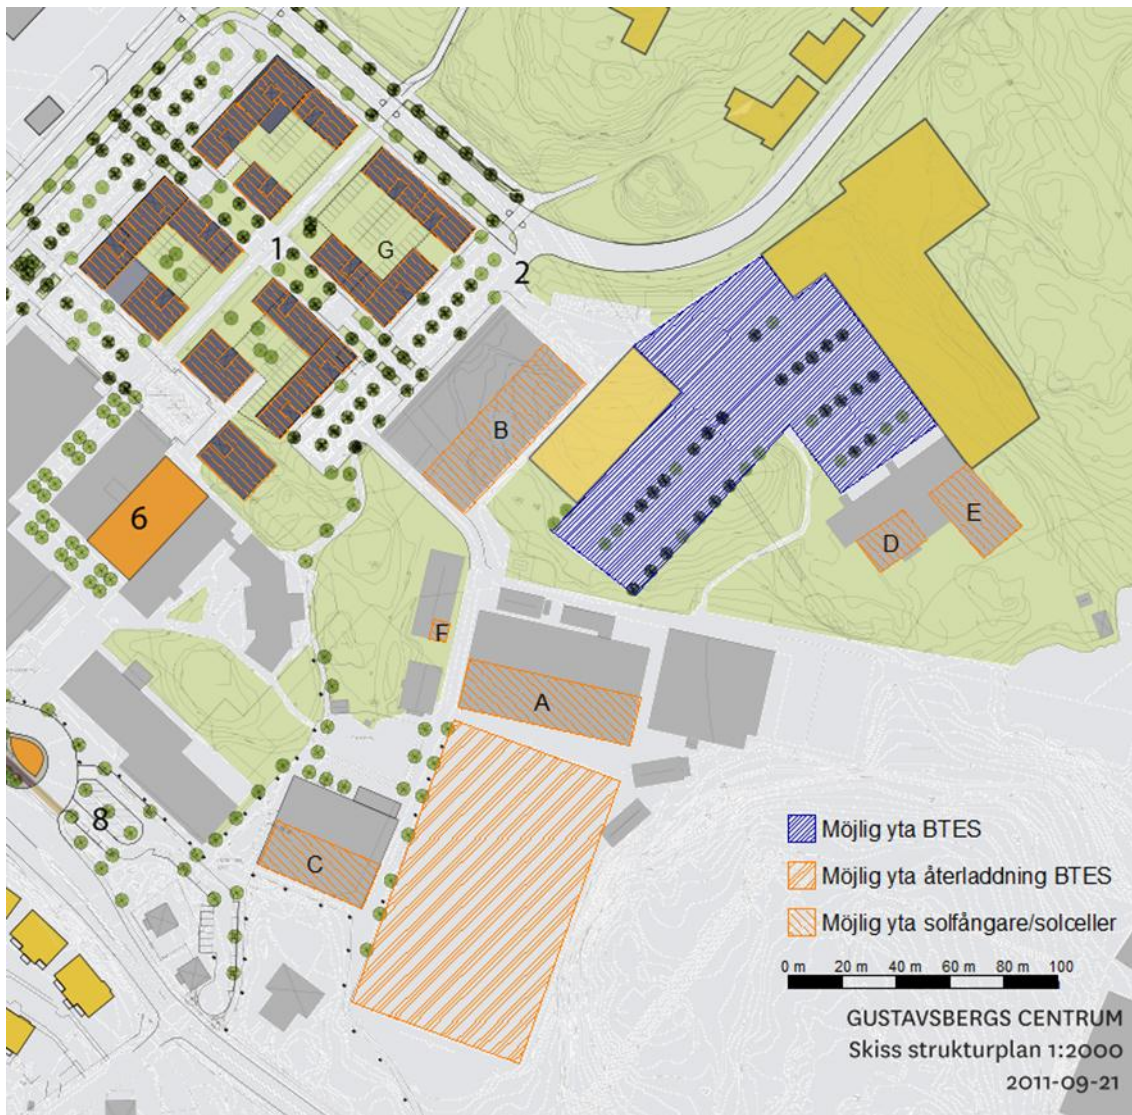 G
1
2
B
6
E
D
F
A
8
C
Möjlig yta BTES
Möjlig yta återladdning BTES
Möjlig yta solfångare/solceller
0 m 20 m 40 m 60 m 80 m 100
GUSTAVSBERGS CENTRUM
Skiss strukturplan 1:2000
2011-09-21